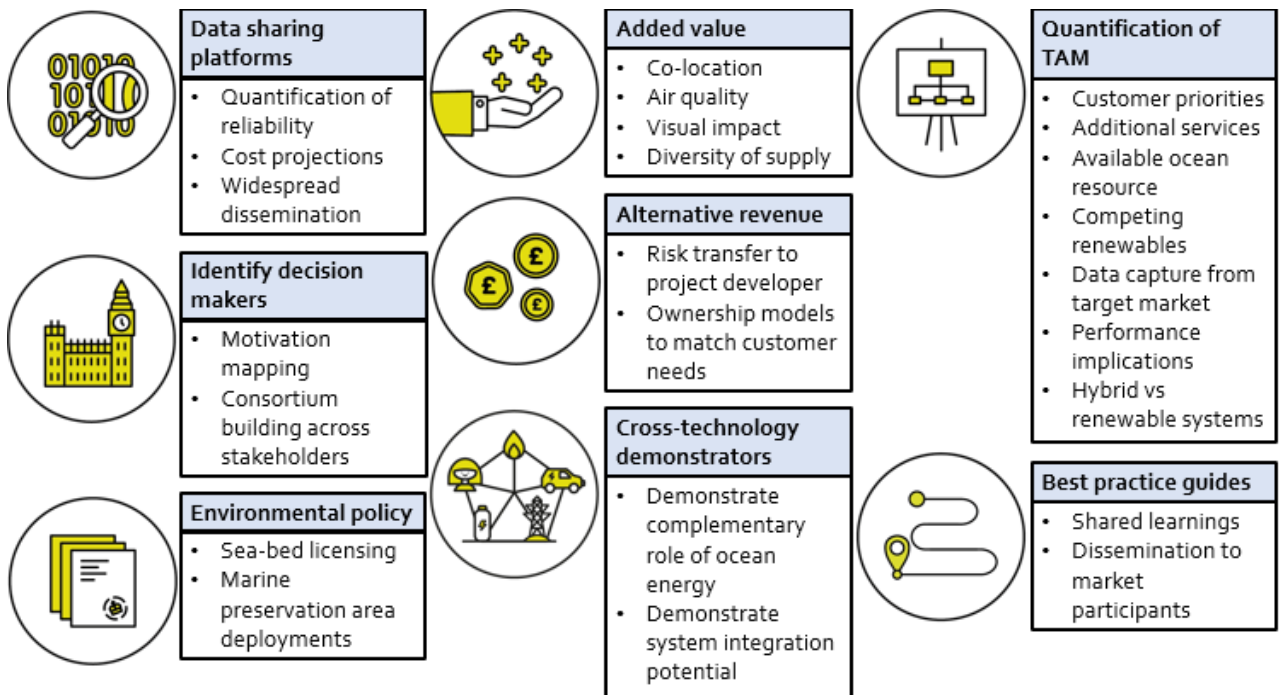 Data sharing
platforms
• Quantification of
reliability
• Cost projections
• Widespread
dissemination
Identify decision
makers
• Motivation
mapping
• Consortium
building across
stakeholders
Environmental policy
• Sea-bed licensing
• Marine
preservation area
deployments
Added value
• Co-location
• Air quality
• Visual impact
• Diversity of supply
Alternative revenue
• Risk transfer to
project developer
• Ownership models
to match customer
needs
Cross-technology
demonstrators
• Demonstrate
complementary
role of ocean
energy
• Demonstrate
system integration
potential
Quantification of
TAM
• Customer priorities
• Additional services
• Available ocean
resource
• Competing
renewables
• Data capture from
target market
• Performance
implications
• Hybrid vs
renewable systems
Best practice guides
• Shared learnings
• Dissemination to
market
participants
01010
10
01010
£
£
£